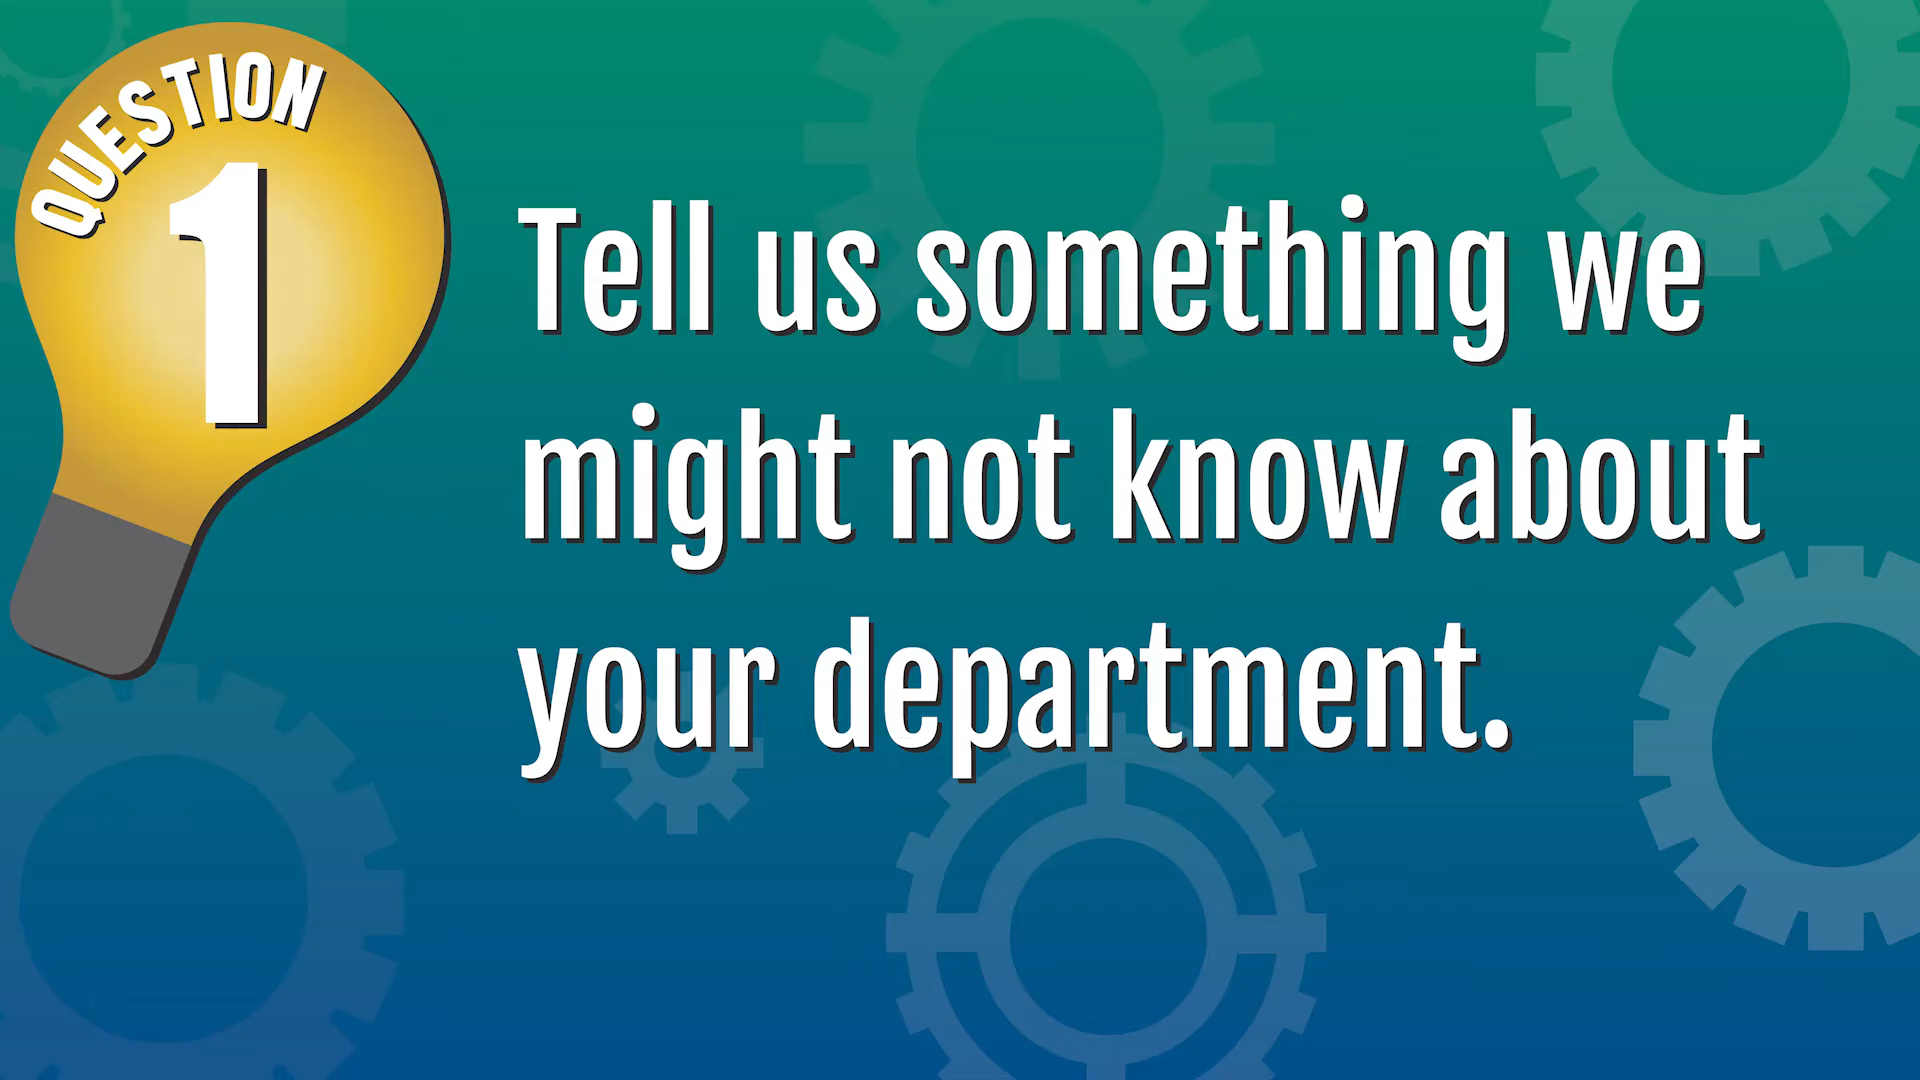 QUESTION
1
Tell us something we
might not know about
your department.